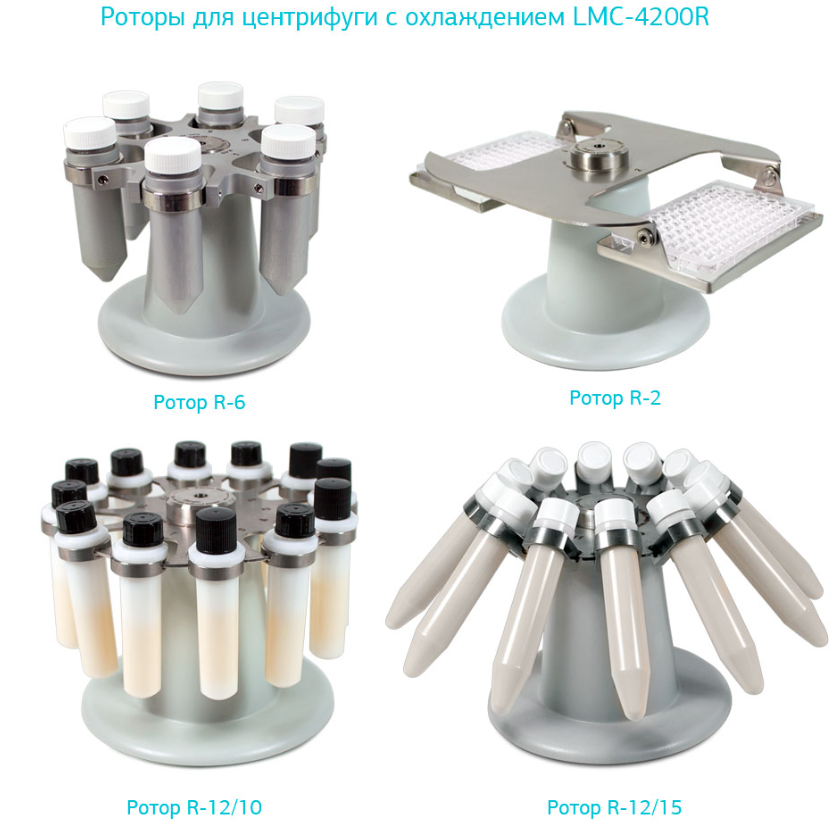 Роторы для центрифуги с охлаждением LMC-4200R
Ротор R-6
Ротор R-2
Ротор R-12/10
Ротор R-12/15